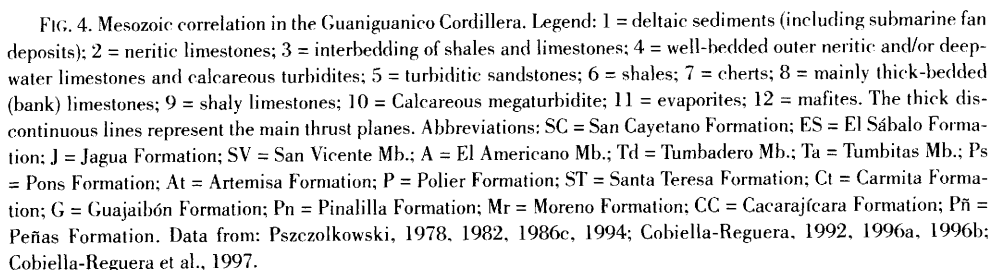 FIG. 4. Mesozoic correlation in the Guaniguanico Cordillera. Legend: 1 = deltaic sediments (including submarine fan
deposits); 2 = neritic limestones; 3 = interbedding of shales and limestones; 4 = well-bedded outer neritic and/or deep-
water limestones and calcareous turbidites; 5 = turbiditic sandstones; 6 = shales; 7 = cherts; 8 = mainly thick-bedded
(bank) limestones; 9 = shaly limestones; 10 = Calcareous megaturbidite; 11 = evaporites; 12 = mafites. The thick dis-
continuous lines represent the main thrust planes. Abbreviations: SC = San Cayetano Formation; ES = El Sábalo Forma-
tion; J = Jagua Formation; SV = San Vicente Mb.; A = El Americano Mb.; Td = Tumbadero Mb.; Ta = Tumbitas Mb.; Ps
= Pons Formation; At = Artemisa Formation; P = Polier Formation; ST = Santa Teresa Formation; Ct = Carmita Forma-
tion; G = Guajaibón Formation; Pn = Pinalilla Formation; Mr = Moreno Formation; CC = Cacarajícara Formation; Pñ =
Peñas Formation. Data from: Pszczolkowski, 1978, 1982, 1986c, 1994; Cobiella-Reguera, 1992, 1996a, 1996b;
Cobiella-Reguera et al., 1997.